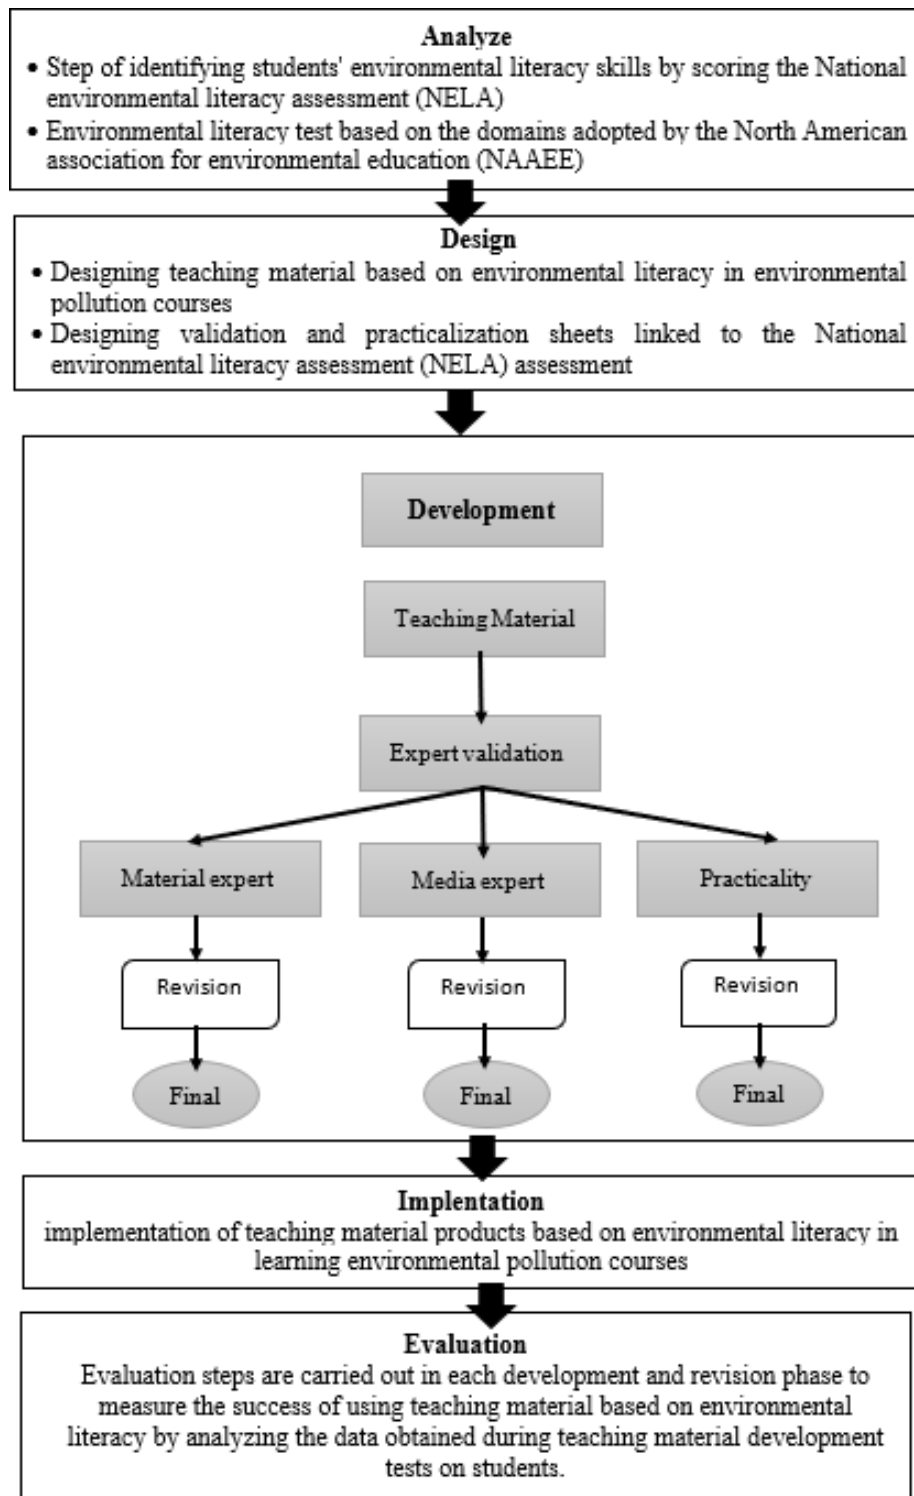 Analyze
• Step of identifying students' environmental literacy skills by scoring the National
environmental literacy assessment (NELA)
• Environmental literacy test based on the domains adopted by the North American
association for environmental education (NAAEE)
Design
• Designing teaching material based on environmental literacy in environmental
pollution courses
• Designing validation and practicalization sheets linked to the National
environmental literacy assessment (NELA) assessment
Development
Teaching Material
Expert validation
Material expert
Media expert
Practicality
Revision
Revision
Revision
Final
Final
Final
Implentation
implementation of teaching material products based on environmental literacy in
learning environmental pollution courses
Evaluation
Evaluation steps are carried out in each development and revision phase to
measure the success of using teaching material based on environmental
literacy by analyzing the data obtained during teaching material development
tests on students.